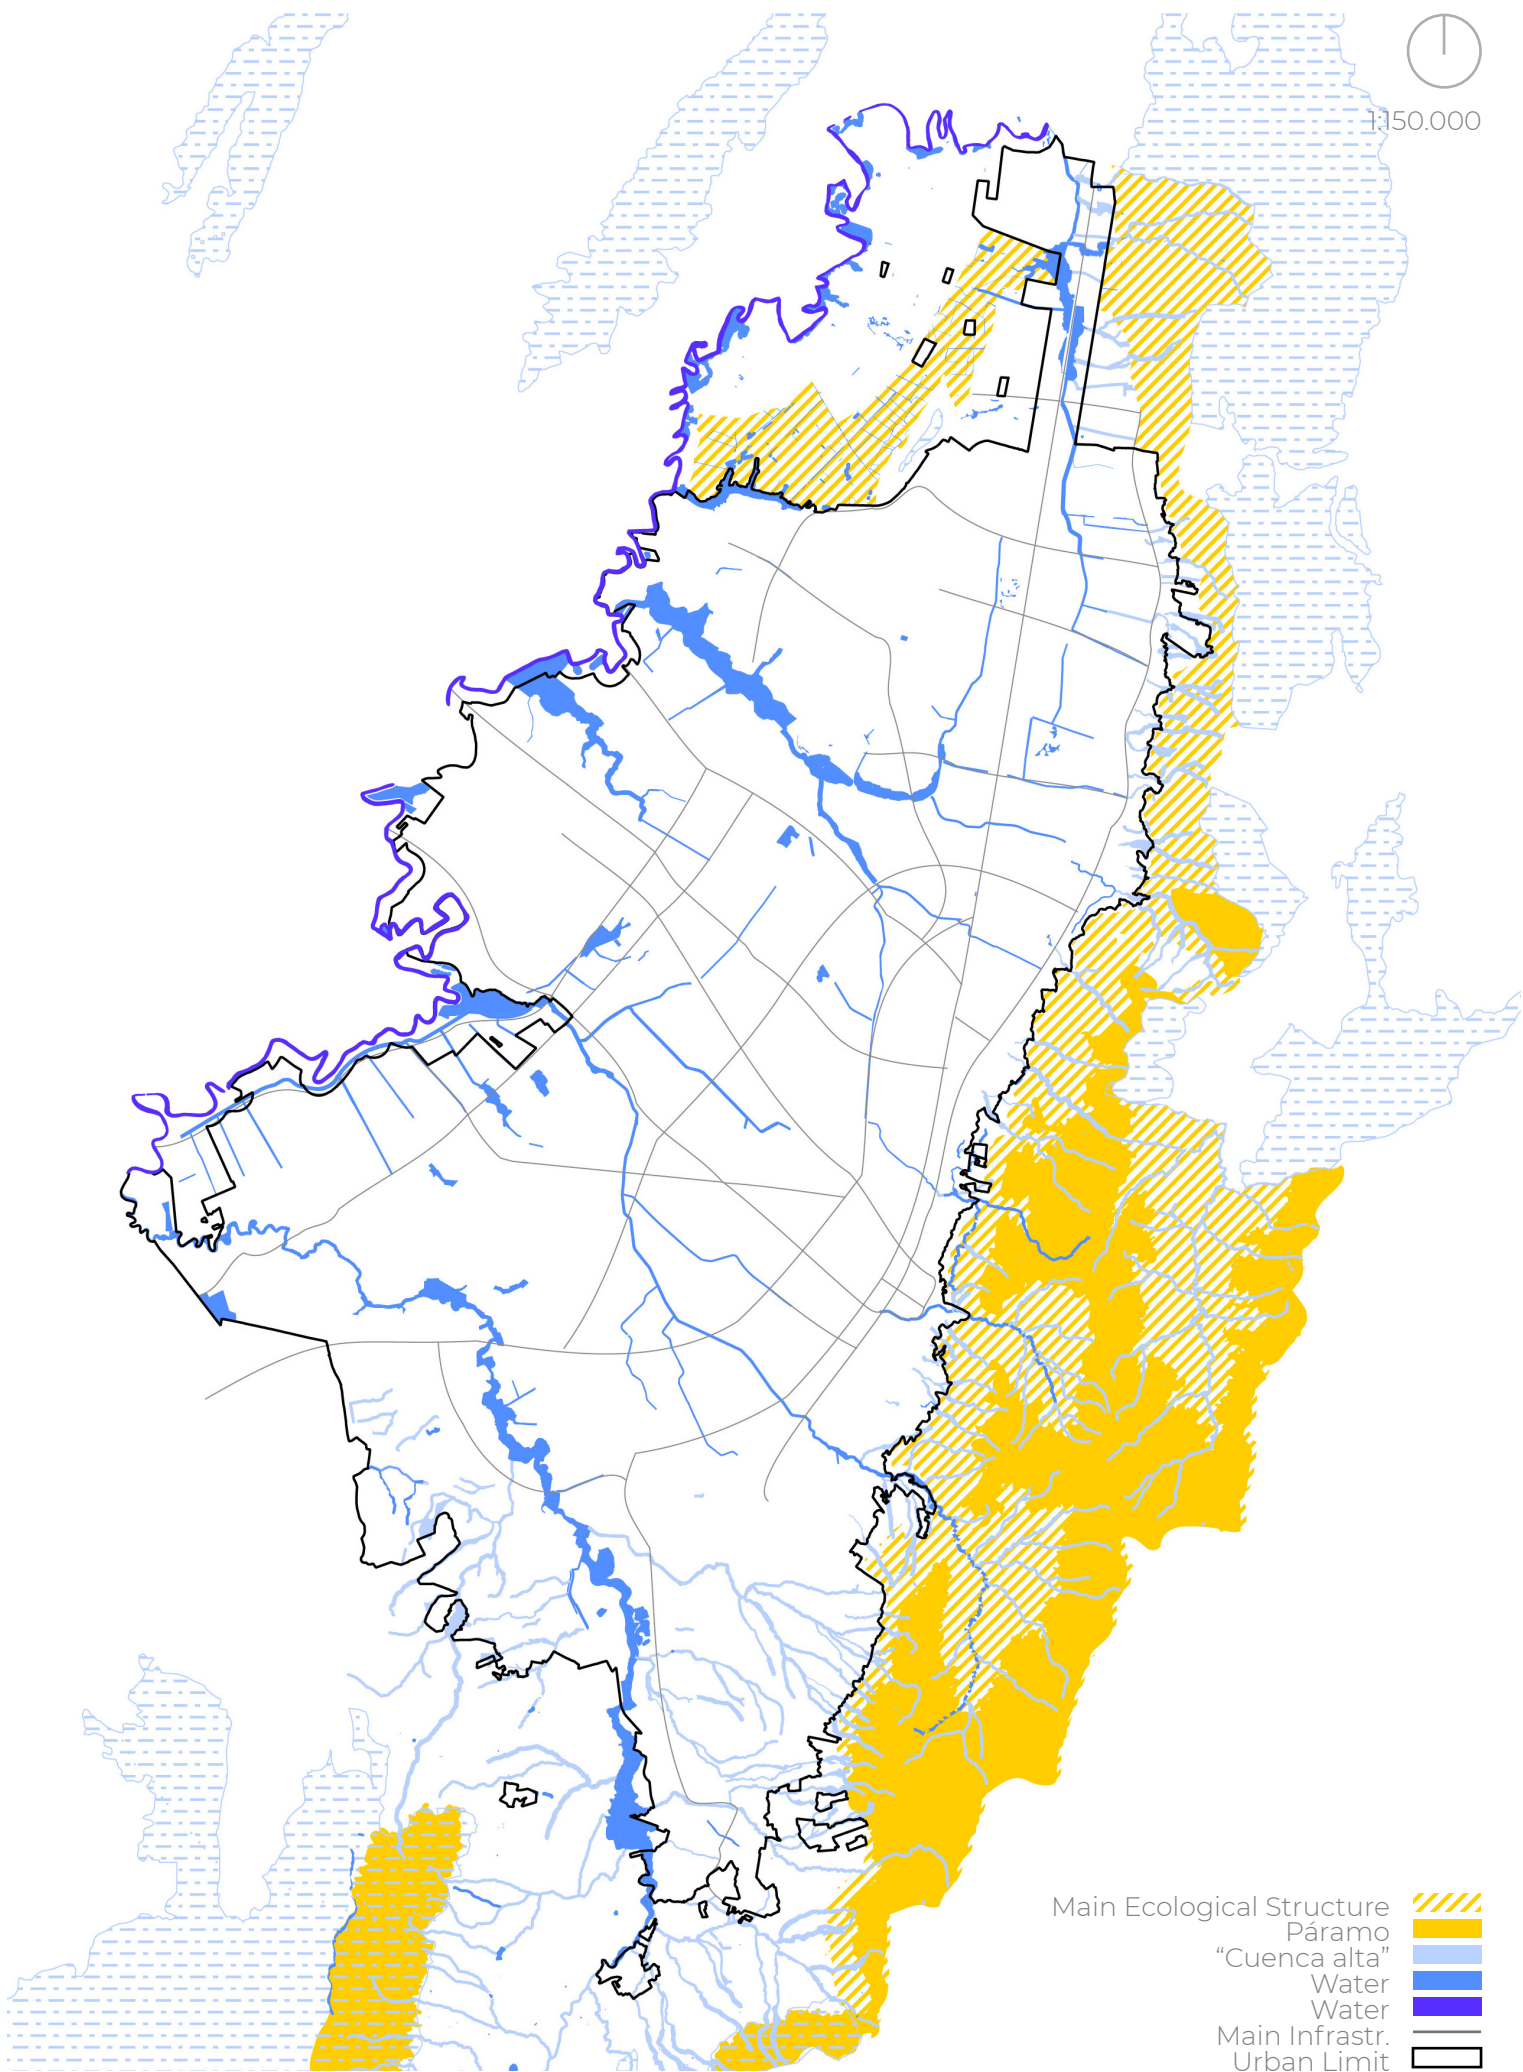 1:150.000
Main Ecological Structure
Páramo
“Cuenca alta”
Water
Water
Main Infrastr.
Urban Limit